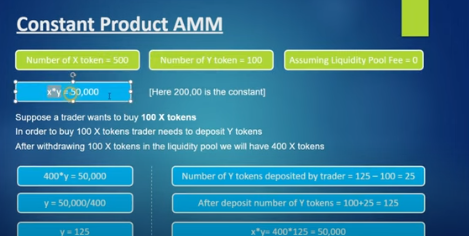 Constant Product AMM
Number of X token = 500
Number of Y token = 100
Assuming Liquidity Pool Fee = 0
x*y = 50,000
[Here 200,00 is the constant]
Suppose a trader wants to buy 100 X tokens
In order to buy 100 X tokens trader needs to deposit Y tokens
After withdrawing 100 X tokens in the liquidity pool we will have 400 X tokens
400*y = 50,000
Number of Y tokens deposited by trader = 125 – 100 = 25
y = 50,000/400
After deposit number of Y tokens = 100+25 = 125
y = 125
x*y= 400*125 = 50,000